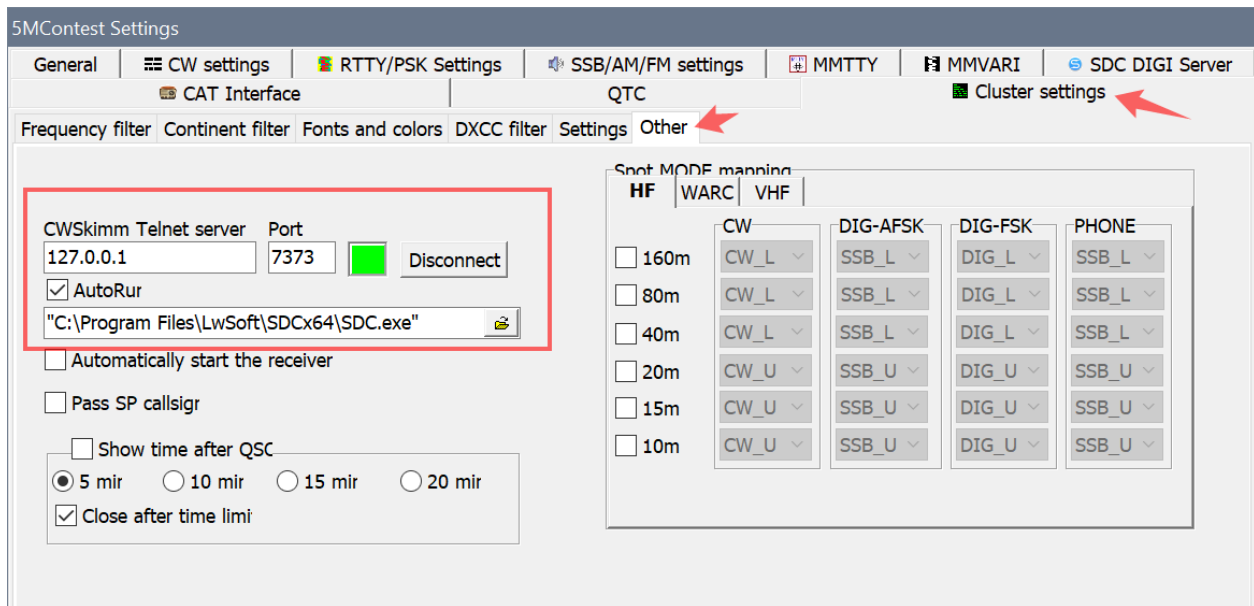 5MContest Settings
General CW settings RTTY/PSK Settings SSB/AM/FM settings MMTTY MMVARI SDC DIGI Server
CAT Interface QTC Cluster settings
Frequency filter Continent filter Fonts and colors DXCC filter Settings Other
Spot MODE mapping
HF WARC VHF
CWSkimm Telnet server Port
127.0.0.1 7373 Disconnect
AutoRur
"C:\Program Files\LwSoft\SDCx64\SDC.exe"
Automatically start the receiver
Pass SP callsigr
Show time after QSC
5 mir 10 mir 15 mir 20 mir
Close after time limi
CW DIG-AFSK DIG-FSK PHONE
160m CW_L SSB_L DIG_L SSB_L
80m CW_L SSB_L DIG_L SSB_L
40m CW_L SSB_L DIG_L SSB_L
20m CW_U SSB_U DIG_U SSB_U
15m CW_U SSB_U DIG_U SSB_U
10m CW_U SSB_U DIG_U SSB_U